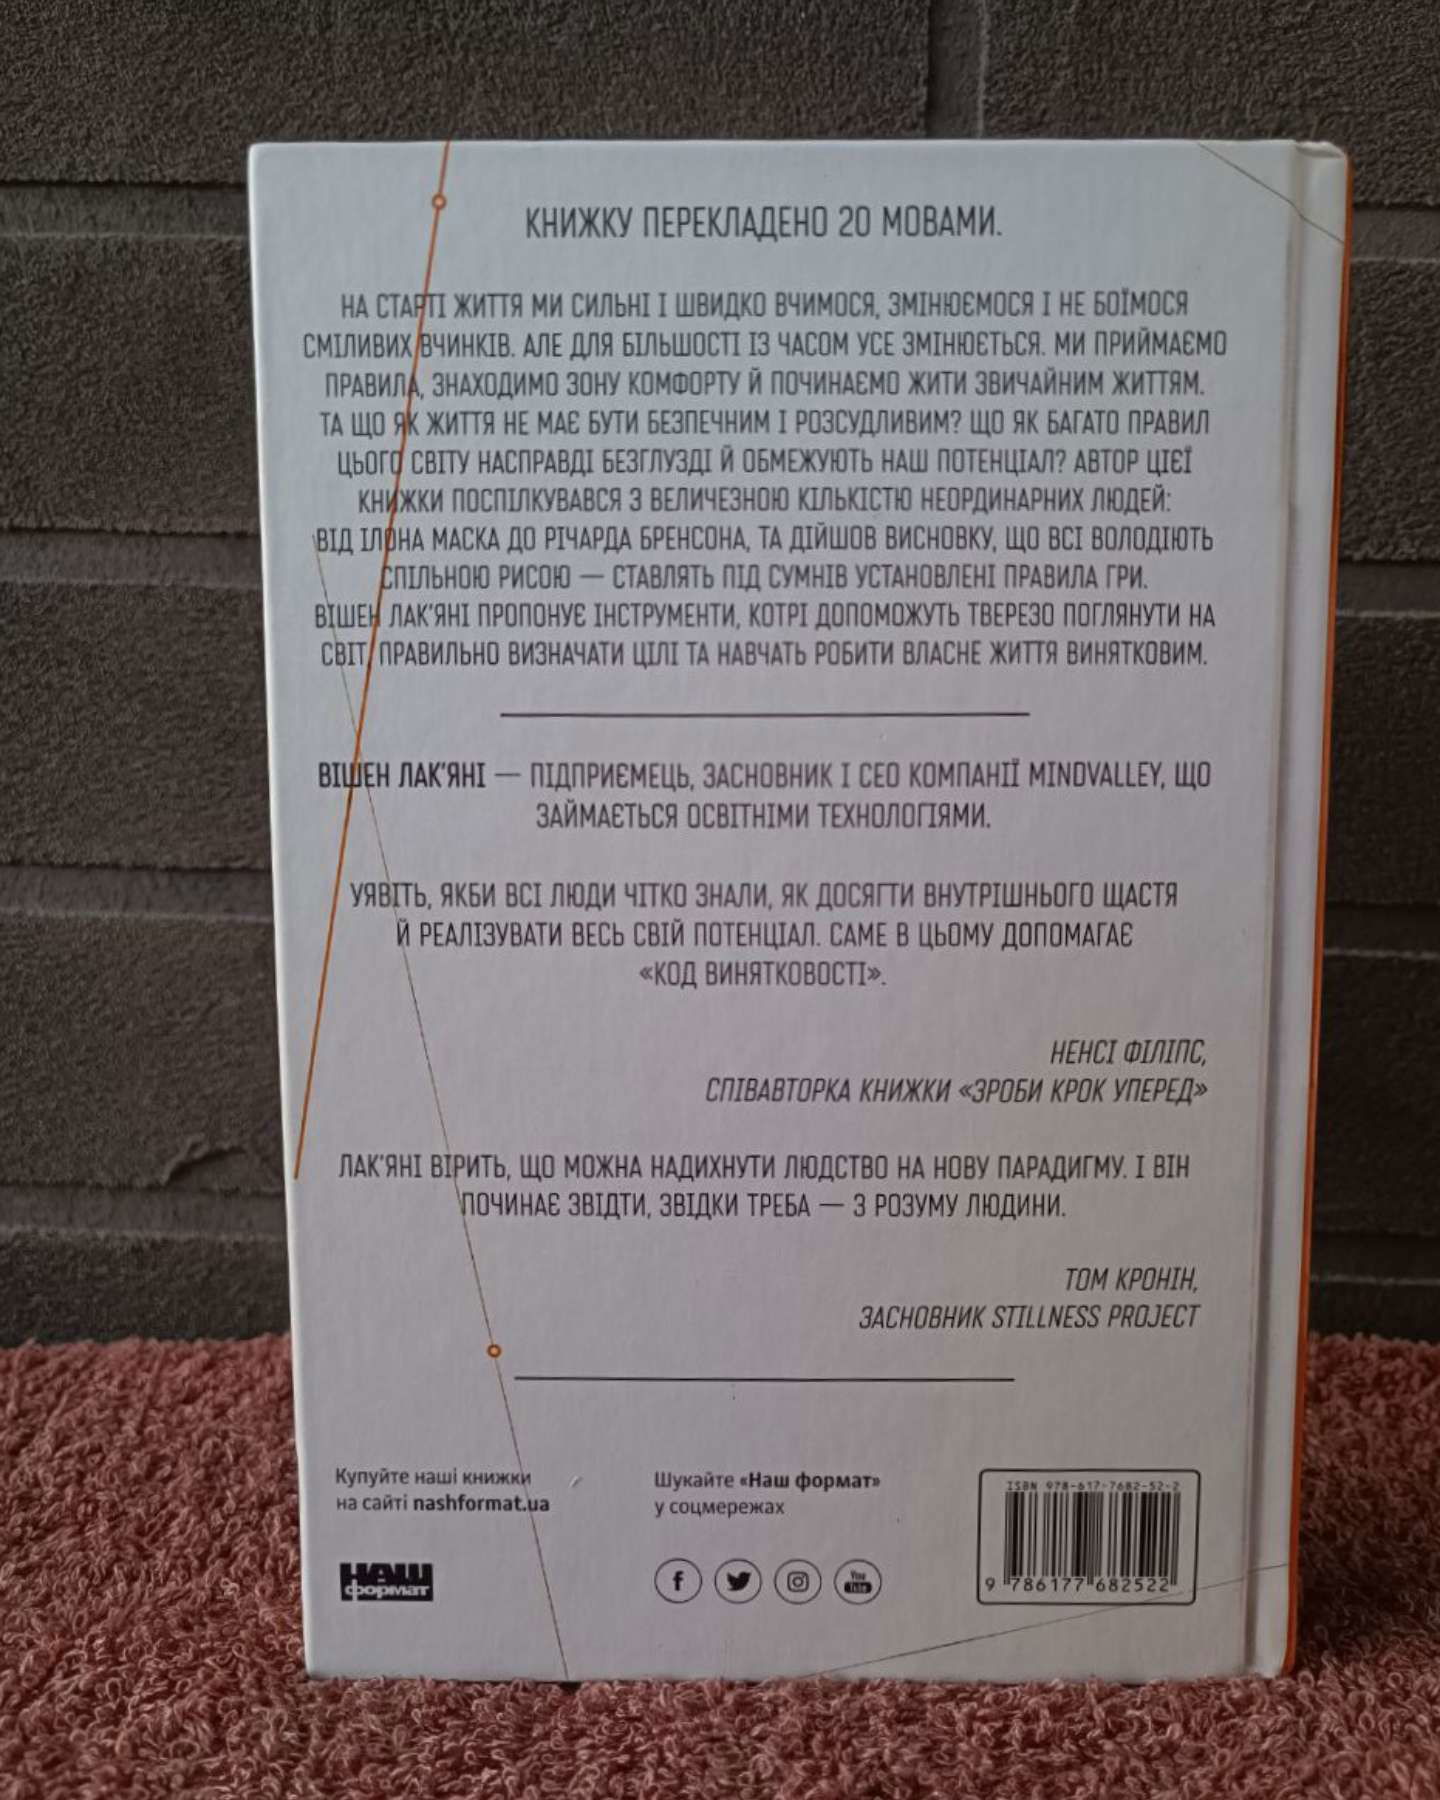 КНИЖКУ ПЕРЕКЛАДЕНО 20 МОВАМИ.
НА СТАРТІ ЖИТТЯ МИ СИЛЬНІ І ШВИДКО ВЧИМОСЯ, ЗМІНЮЄМОСЯ І НЕ БОЇМОСЯ
СМІЛИВИХ ВЧИНКІВ. АЛЕ ДЛЯ БІЛЬШОСТІ ІЗ ЧАСОМ УСЕ ЗМІНЮЄТЬСЯ. МИ ПРИЙМАЄМО
ПРАВИЛА, ЗНАХОДИМО ЗОНУ КОМФОРТУ Й ПОЧИНАЄМО ЖИТИ ЗВИЧАЙНИМ ЖИТТЯМ.
ТА ЩО ЯК ЖИТТЯ НЕ МАЄ БУТИ БЕЗПЕЧНИМ І РОЗСУДЛИВИМ? ЩО ЯК БАГАТО ПРАВИЛ
ЦЬОГО СВІТУ НАСПРАВДІ БЕЗГЛУЗДІ Й ОБМЕЖУЮТЬ НАШ ПОТЕНЦІАЛ? АВТОР ЦІЄЇ
КНИЖКИ ПОСПІЛКУВАВСЯ З ВЕЛИЧЕЗНОЮ КІЛЬКІСТЮ НЕОРДИНАРНИХ ЛЮДЕЙ:
ВІД ІЛОНА МАСКА ДО РІЧАРДА БРЕНСОНА, ТА ДІЙШОВ ВИСНОВКУ, ЩО ВСІ ВОЛОДІЮТЬ
СПІЛЬНОЮ РИСОЮ — СТАВЛЯТЬ ПІД СУМНІВ УСТАНОВЛЕНІ ПРАВИЛА ГРИ.
ВІШЕН ЛАК'ЯНІ ПРОПОНУЄ ІНСТРУМЕНТИ, КОТРІ ДОПОМОЖУТЬ ТВЕРЕЗО ПОГЛЯНУТИ НА
СВІТ, ПРАВИЛЬНО ВИЗНАЧАТИ ЦІЛІ ТА НАВЧАТЬ РОБИТИ ВЛАСНЕ ЖИТТЯ ВИНЯТКОВИМ.
ВІШЕН ЛАК'ЯНІ — ПІДПРИЄМЕЦЬ, ЗАСНОВНИК І СЕО КОМПАНІЇ MINDVALLEY, ЩО
ЗАЙМАЄТЬСЯ ОСВІТНІМИ ТЕХНОЛОГІЯМИ.
УЯВІТЬ, ЯКБИ ВСІ ЛЮДИ ЧІТКО ЗНАЛИ, ЯК ДОСЯГТИ ВНУТРІШНЬОГО ЩАСТЯ
Й РЕАЛІЗУВАТИ ВЕСЬ СВІЙ ПОТЕНЦІАЛ. САМЕ В ЦЬОМУ ДОПОМАГАЄ
«КОД ВИНЯТКОВОСТІ».
НЕНСІ ФІЛІПС,
СПІВАВТОРКА КНИЖКИ «ЗРОБИ КРОК УПЕРЕД»
ЛАК'ЯНІ ВІРИТЬ, ЩО МОЖНА НАДИХНУТИ ЛЮДСТВО НА НОВУ ПАРАДИГМУ. І ВІН
ПОЧИНАЄ ЗВІДТИ, ЗВІДКИ ТРЕБА — З РОЗУМУ ЛЮДИНИ.
ТОМ КРОНІН,
ЗАСНОВНИК STILLNESS PROJECT
Купуйте наші книжки
на сайті nashformat.ua
НАШ
формат
Шукайте «Наш формат»
у соцмережах
You
Tube
ISBN 978-617-7682-52-2
9 786177 682522